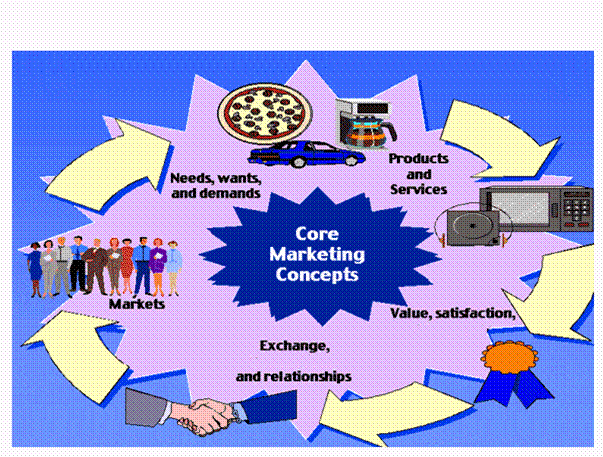 Needs, wants,
and demands
Products
and
Services
Core
Marketing
Concepts
Markets
Value, satisfaction,
Exchange,
and relationships